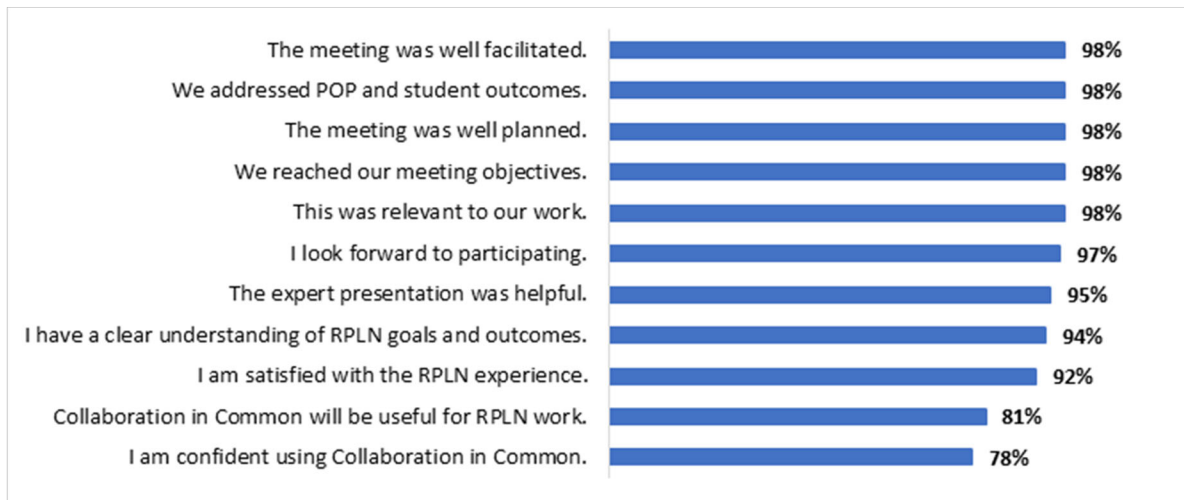 The meeting was well facilitated. 98%
We addressed POP and student outcomes. 98%
The meeting was well planned. 98%
We reached our meeting objectives. 98%
This was relevant to our work. 98%
I look forward to participating. 97%
The expert presentation was helpful. 95%
I have a clear understanding of RPLN goals and outcomes. 94%
I am satisfied with the RPLN experience. 92%
Collaboration in Common will be useful for RPLN work. 81%
I am confident using Collaboration in Common. 78%